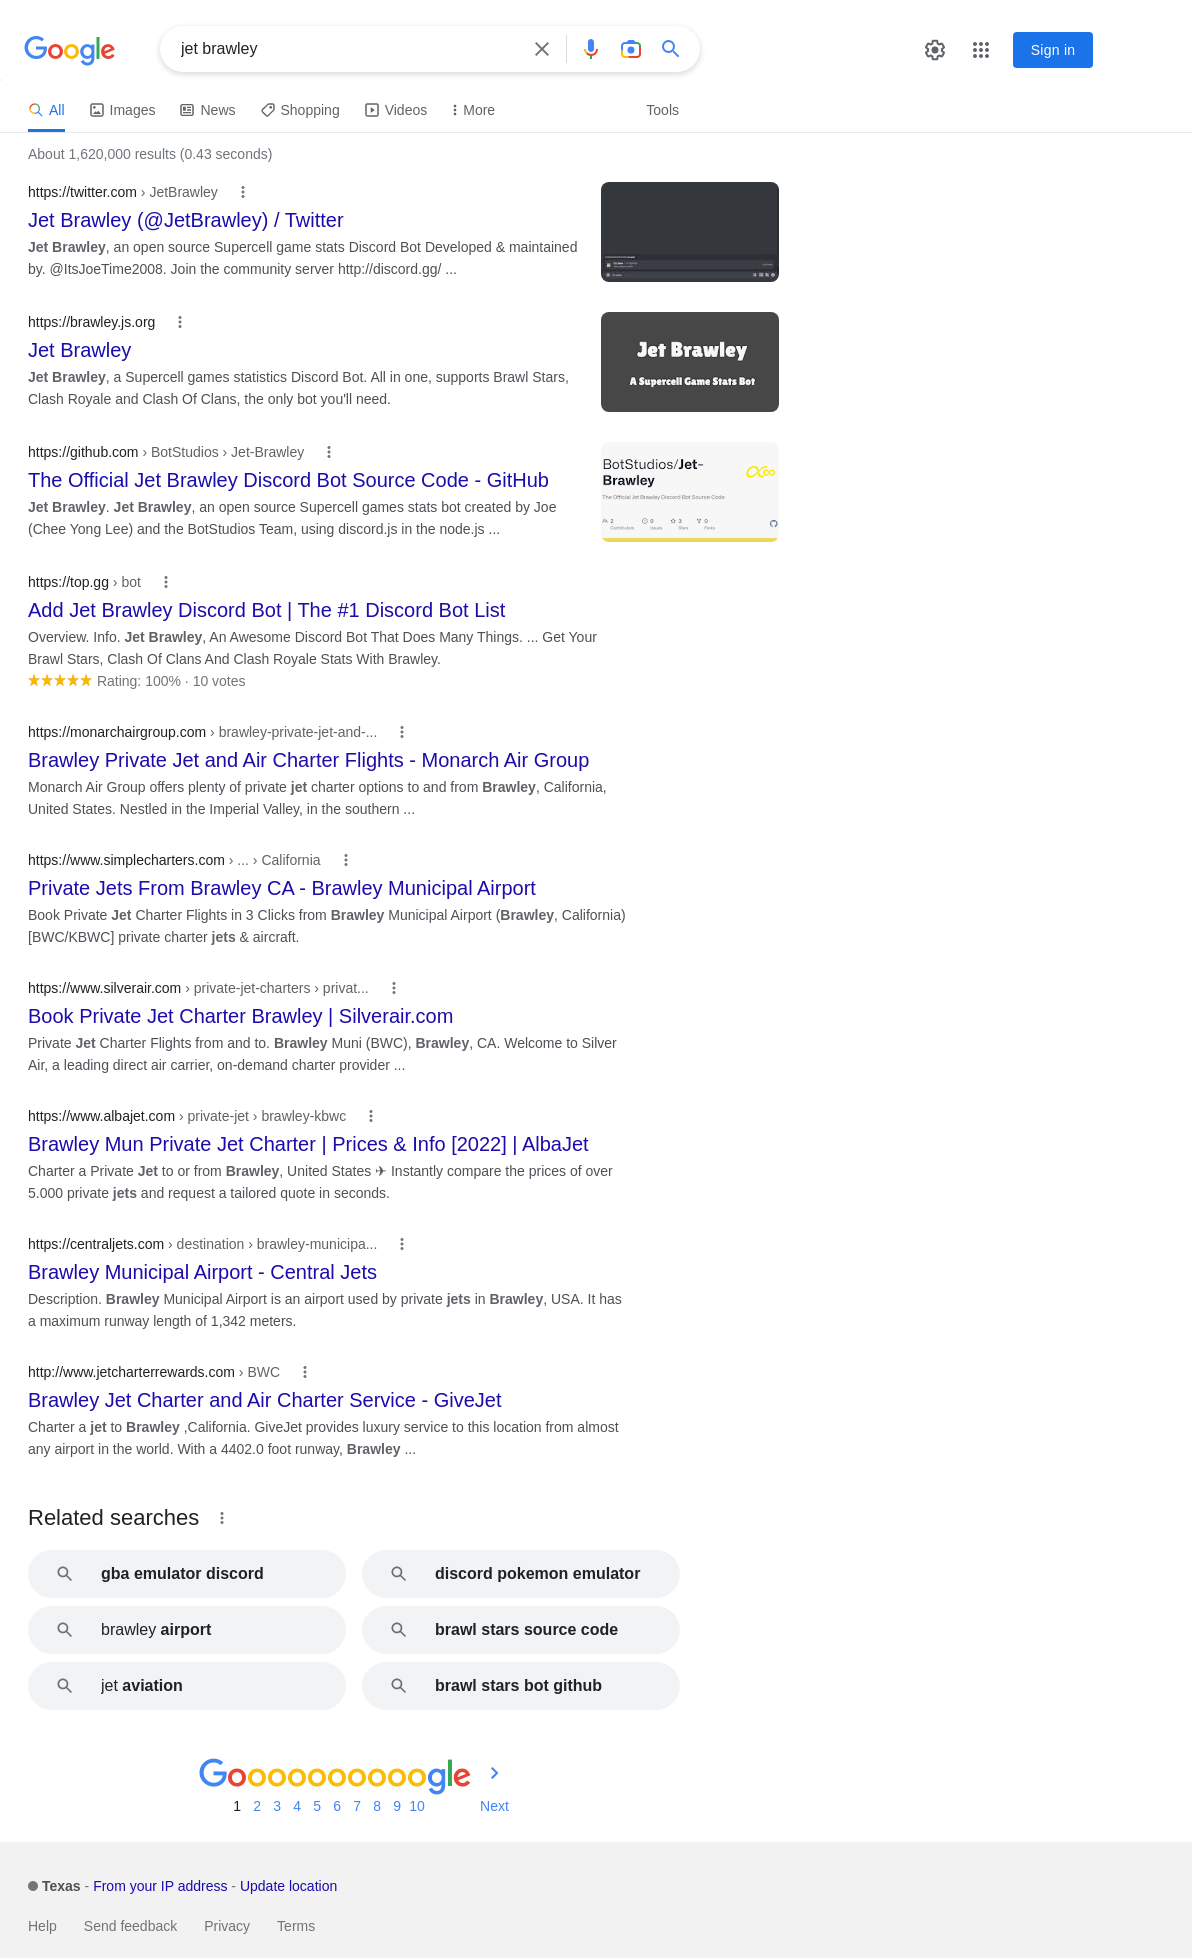 Google
jet brawley
Sign in
All
Images
News
Shopping
Videos
More
Tools
About 1,620,000 results (0.43 seconds)
https://twitter.com › JetBrawley
Jet Brawley (@JetBrawley) / Twitter
Jet Brawley, an open source Supercell game stats Discord Bot Developed & maintained
by. @ItsJoeTime2008. Join the community server http://discord.gg/ ...
https://brawley.js.org
Jet Brawley
Jet Brawley, a Supercell games statistics Discord Bot. All in one, supports Brawl Stars,
Clash Royale and Clash Of Clans, the only bot you'll need.
Jet Brawley
A Supercell Game Stats Bot
https://github.com › BotStudios › Jet-Brawley
The Official Jet Brawley Discord Bot Source Code - GitHub
Jet Brawley. Jet Brawley, an open source Supercell games stats bot created by Joe
(Chee Yong Lee) and the BotStudios Team, using discord.js in the node.js ...
BotStudios/Jet-
Brawley
The Official Jet Brawley Discord Bot Source Code
2 0 3 0
Contributors Issues Stars Forks
https://top.gg › bot
Add Jet Brawley Discord Bot | The #1 Discord Bot List
Overview. Info. Jet Brawley, An Awesome Discord Bot That Does Many Things. ... Get Your
Brawl Stars, Clash Of Clans And Clash Royale Stats With Brawley.
Rating: 100% · 10 votes
https://monarchairgroup.com › brawley-private-jet-and-...
Brawley Private Jet and Air Charter Flights - Monarch Air Group
Monarch Air Group offers plenty of private jet charter options to and from Brawley, California,
United States. Nestled in the Imperial Valley, in the southern ...
https://www.simplecharters.com › ... › California
Private Jets From Brawley CA - Brawley Municipal Airport
Book Private Jet Charter Flights in 3 Clicks from Brawley Municipal Airport (Brawley, California)
[BWC/KBWC] private charter jets & aircraft.
https://www.silverair.com › private-jet-charters › privat...
Book Private Jet Charter Brawley | Silverair.com
Private Jet Charter Flights from and to. Brawley Muni (BWC), Brawley, CA. Welcome to Silver
Air, a leading direct air carrier, on-demand charter provider ...
https://www.albajet.com › private-jet › brawley-kbwc
Brawley Mun Private Jet Charter | Prices & Info [2022] | AlbaJet
Charter a Private Jet to or from Brawley, United States ✈ Instantly compare the prices of over
5.000 private jets and request a tailored quote in seconds.
https://centraljets.com › destination › brawley-municipa...
Brawley Municipal Airport - Central Jets
Description. Brawley Municipal Airport is an airport used by private jets in Brawley, USA. It has
a maximum runway length of 1,342 meters.
http://www.jetcharterrewards.com › BWC
Brawley Jet Charter and Air Charter Service - GiveJet
Charter a jet to Brawley ,California. GiveJet provides luxury service to this location from almost
any airport in the world. With a 4402.0 foot runway, Brawley ...
Related searches
gba emulator discord
discord pokemon emulator
brawley airport
brawl stars source code
jet aviation
brawl stars bot github
Goooooooooogle
1 2 3 4 5 6 7 8 9 10 Next
Texas - From your IP address - Update location
Help Send feedback Privacy Terms